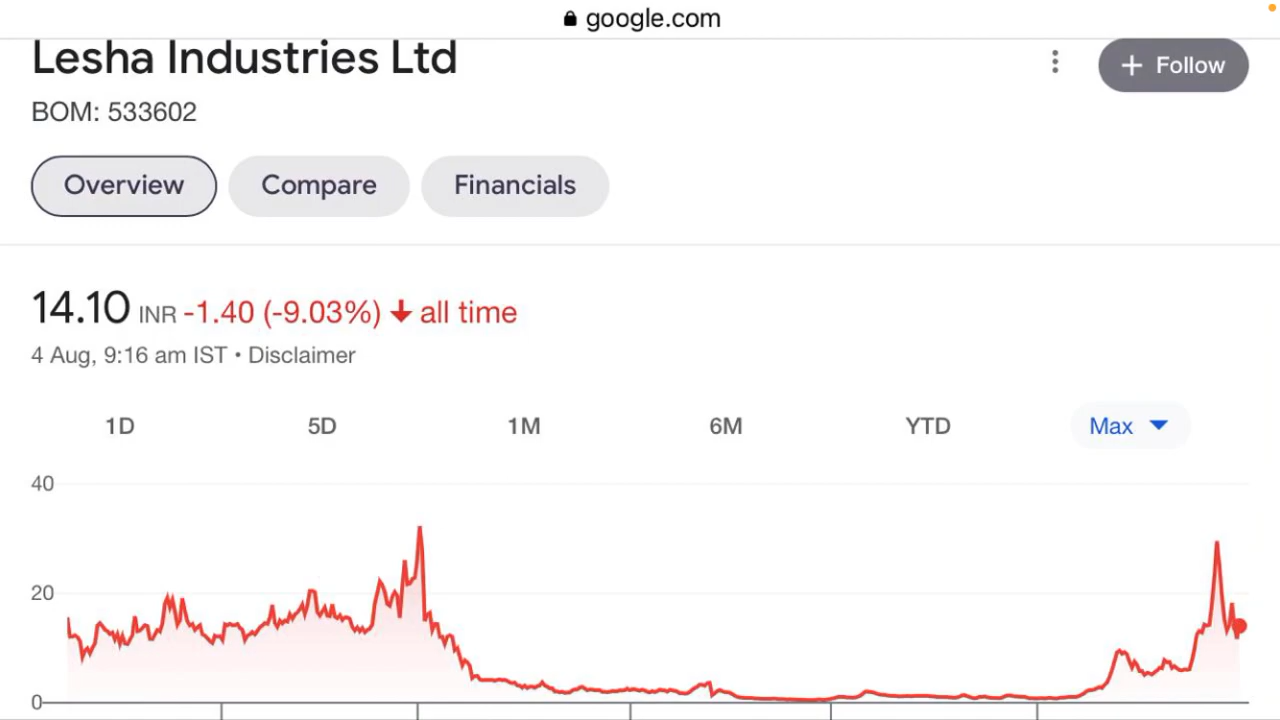 google.com
Lesha Industries Ltd
+ Follow
BOM: 533602
Overview Compare Financials
14.10 INR -1.40 (-9.03%) ↓ all time
4 Aug, 9:16 am IST • Disclaimer
1D 5D 1M 6M YTD Max
40
20
0